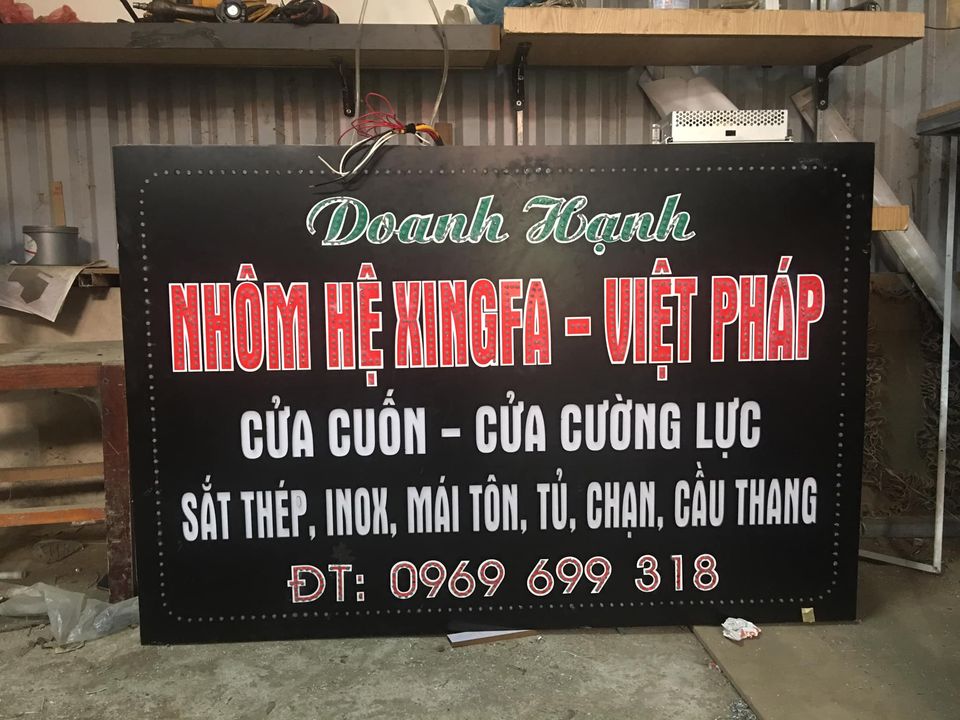 Doanh Hạnh
NHÔM HỆ XINGFA - VIỆT PHÁP
CỬA CUỐN - CỬA CƯỜNG LỰC
SẮT THÉP, INOX, MÁI TÔN, TỦ, CHẠN, CẦU THANG
ĐT: 0969 699 318